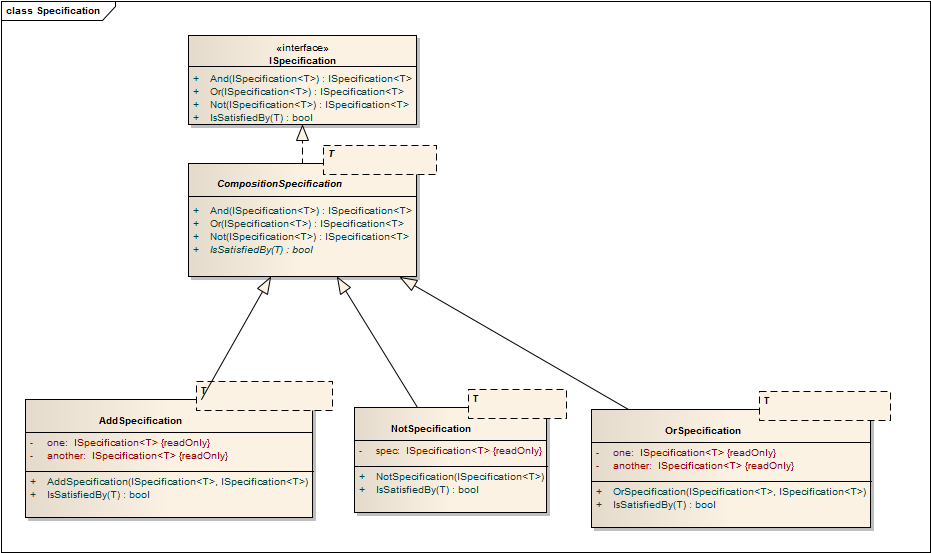 class Specification
«interface»
ISpecification
+ And(ISpecification<T>) : ISpecification<T>
+ Or(ISpecification<T>) : ISpecification<T>
+ Not(ISpecification<T>) : ISpecification<T>
+ IsSatisfiedBy(T) : bool
T
CompositionSpecification
+ And(ISpecification<T>) : ISpecification<T>
+ Or(ISpecification<T>) : ISpecification<T>
+ Not(ISpecification<T>) : ISpecification<T>
+ IsSatisfiedBy(T) : bool
T
AddSpecification
- one: ISpecification<T> {readOnly}
- another: ISpecification<T> {readOnly}
+ AddSpecification(ISpecification<T>, ISpecification<T>)
+ IsSatisfiedBy(T) : bool
T
NotSpecification
- spec: ISpecification<T> {readOnly}
+ NotSpecification(ISpecification<T>)
+ IsSatisfiedBy(T) : bool
T
OrSpecification
- one: ISpecification<T> {readOnly}
- another: ISpecification<T> {readOnly}
+ OrSpecification(ISpecification<T>, ISpecification<T>)
+ IsSatisfiedBy(T) : bool